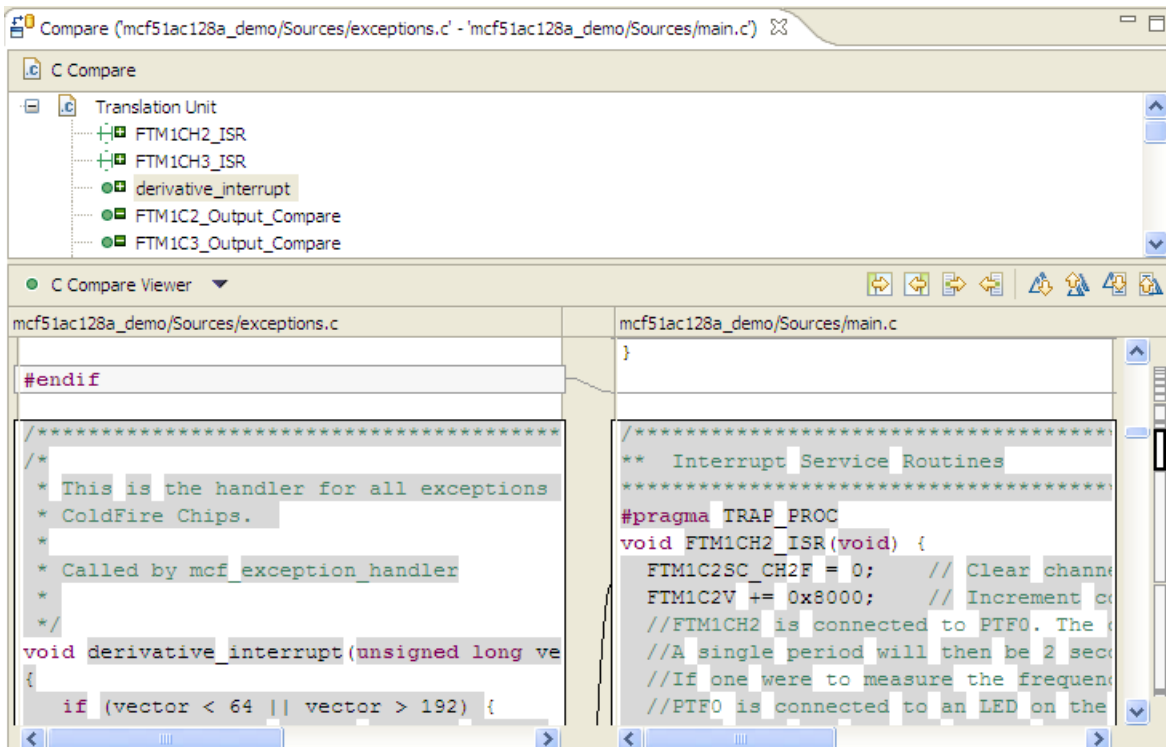 Compare ('mcf51ac128a_demo/Sources/exceptions.c' - 'mcf51ac128a_demo/Sources/main.c')
C Compare
Translation Unit
FTM1CH2_ISR
FTM1CH3_ISR
derivative_interrupt
FTM1C2_Output_Compare
FTM1C3_Output_Compare
C Compare Viewer
mcf51ac128a_demo/Sources/exceptions.c
#endif
/*****************************************
/*
* This is the handler for all exceptions
* ColdFire Chips.
*
* Called by mcf_exception_handler
*
*/
void derivative_interrupt(unsigned long ve
{
if (vector < 64 || vector > 192) {
mcf51ac128a_demo/Sources/main.c
}
/**************************************
** Interrupt Service Routines
***************************************
#pragma TRAP_PROC
void FTM1CH2_ISR(void) {
FTM1C2SC_CH2F = 0; // Clear channe
FTM1C2V += 0x8000; // Increment co
//FTM1CH2 is connected to PTF0. The
//A single period will then be 2 seco
//If one were to measure the frequenc
//PTF0 is connected to an LED on the